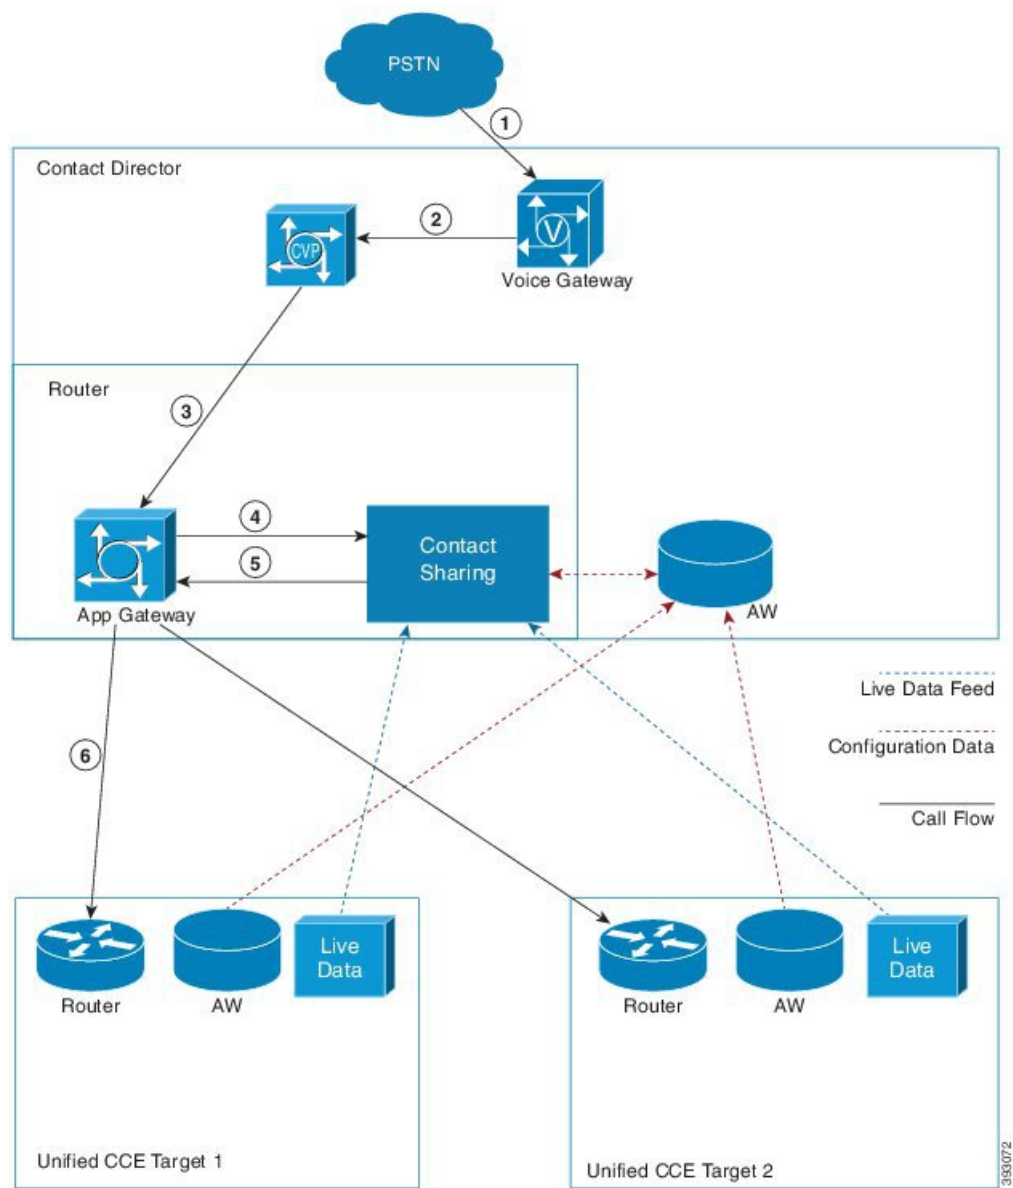 PSTN
1
Contact Director
CVP
2
V
Voice Gateway
Router
3
4
5
Contact
Sharing
App Gateway
AW
Live Data Feed
6
Configuration Data
Call Flow
Router
AW
Live
Data
Router
AW
Live
Data
Unified CCE Target 1
Unified CCE Target 2
393072